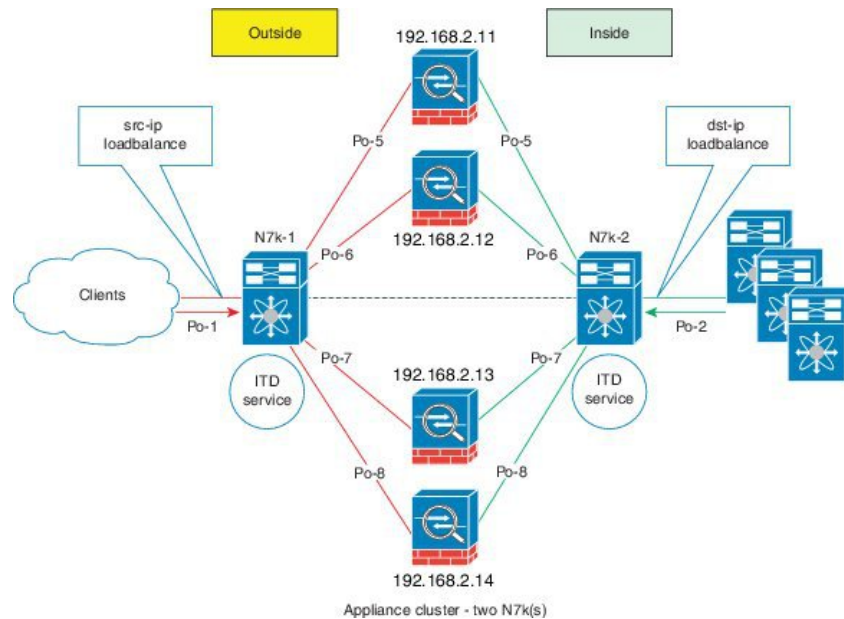 Outside
192.168.2.11
Inside
src-ip
loadbalance
dst-ip
loadbalance
Po-5
Po-5
N7k-1
192.168.2.12
N7k-2
Po-6
Po-6
Clients
Po-1
Po-2
ITD
service
Po-7
192.168.2.13
Po-7
ITD
service
Po-8
Po-8
192.168.2.14
Appliance cluster - two N7k(s)